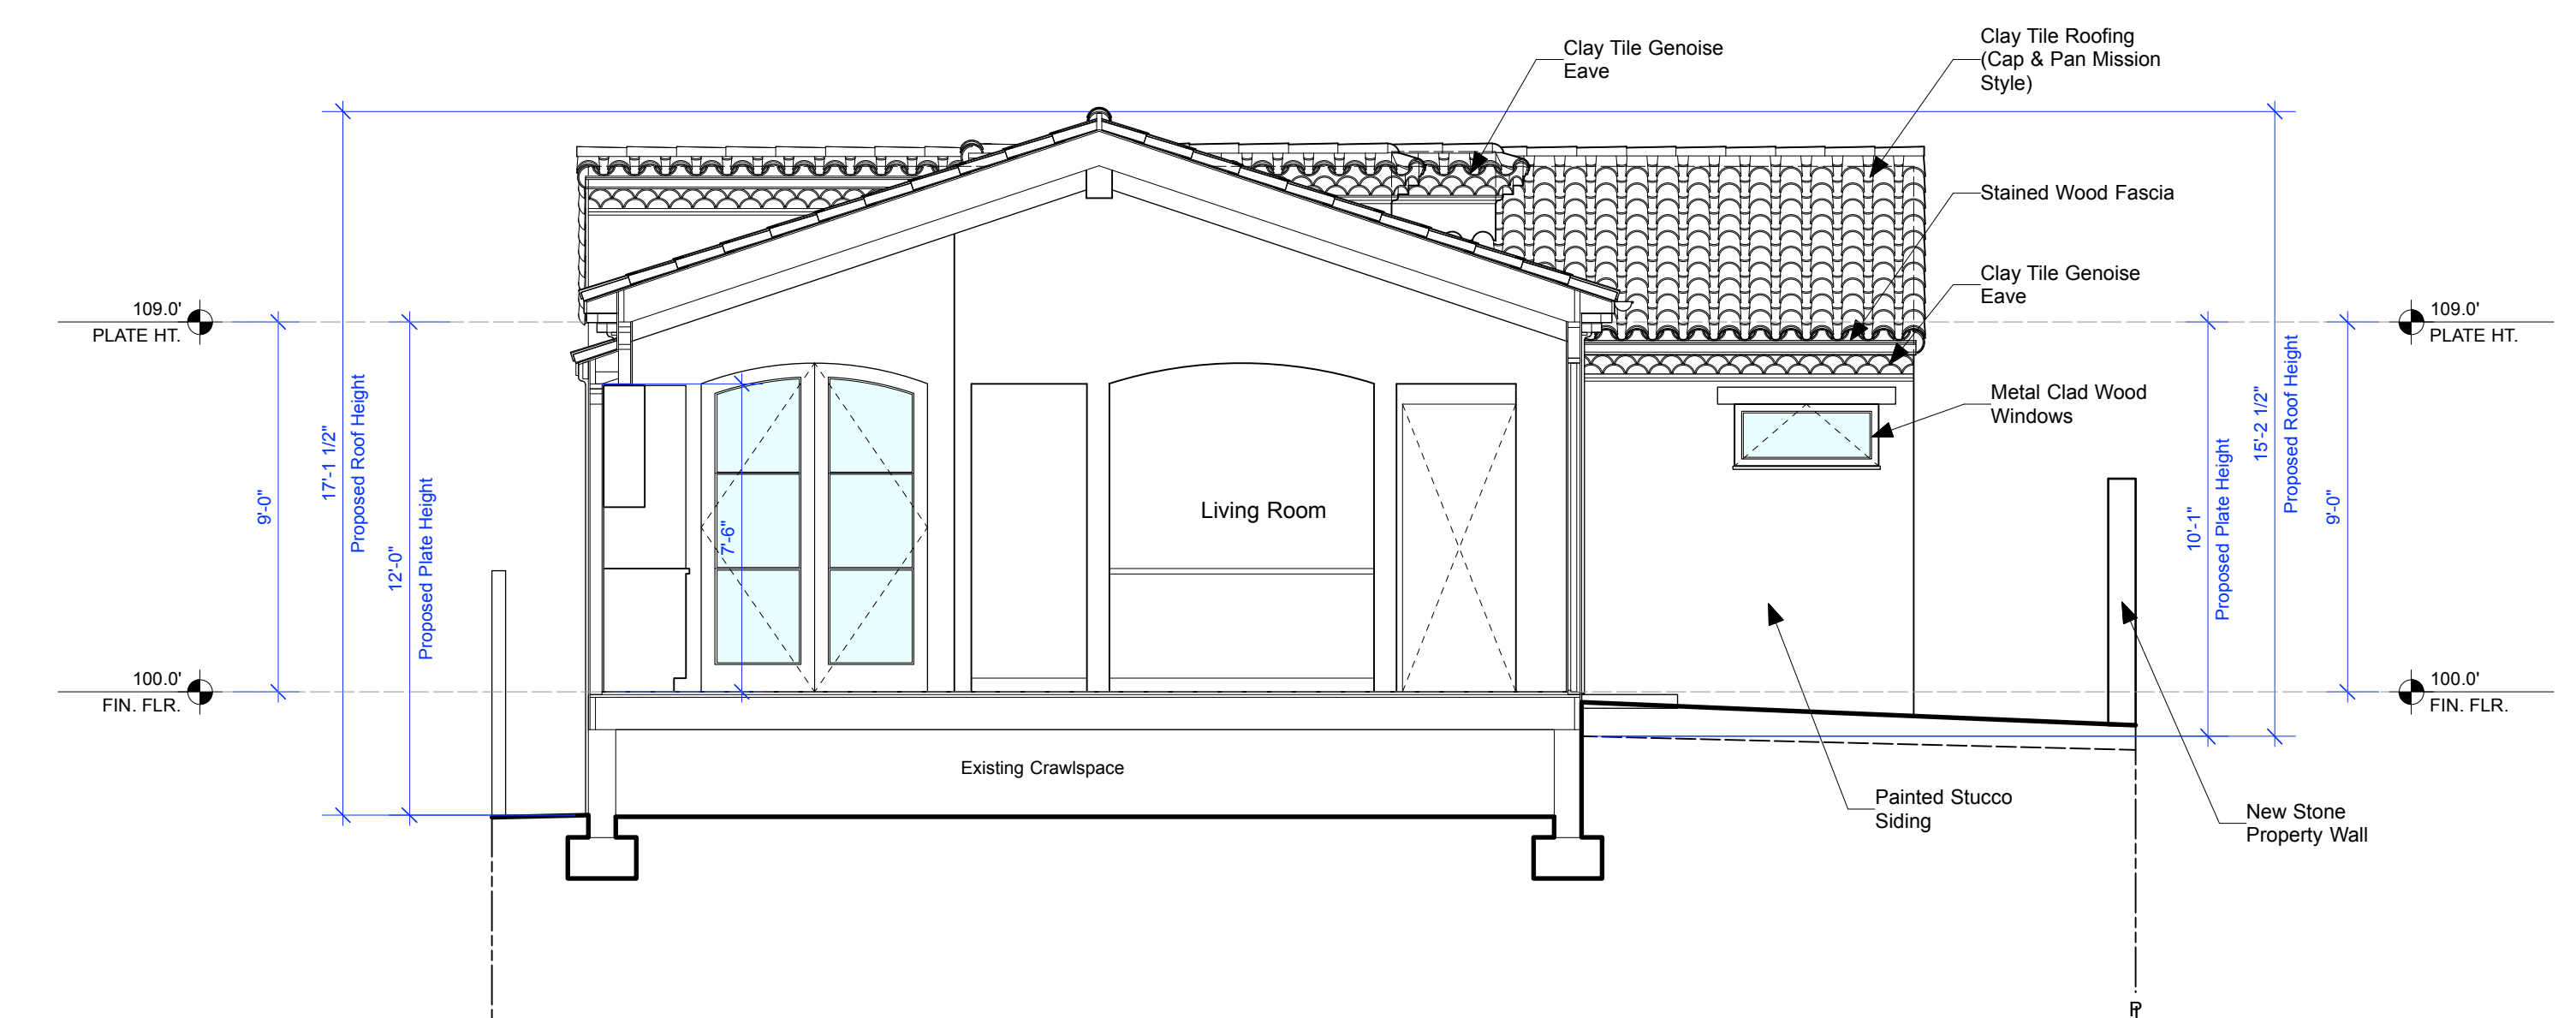 Clay Tile Genoise
Eave
Clay Tile Roofing
(Cap & Pan Mission
Style)
Stained Wood Fascia
Clay Tile Genoise
Eave
109.0'
PLATE HT.
109.0'
PLATE HT.
Metal Clad Wood
Windows
9'-0"
17'-1 1/2"
Proposed Roof Height
12'-0"
Proposed Plate Height
7'-6"
Living Room
10'-1"
Proposed Plate Height
15'-2 1/2"
Proposed Roof Height
9'-0"
100.0'
FIN. FLR.
100.0'
FIN. FLR.
Existing Crawlspace
Painted Stucco
Siding
New Stone
Property Wall